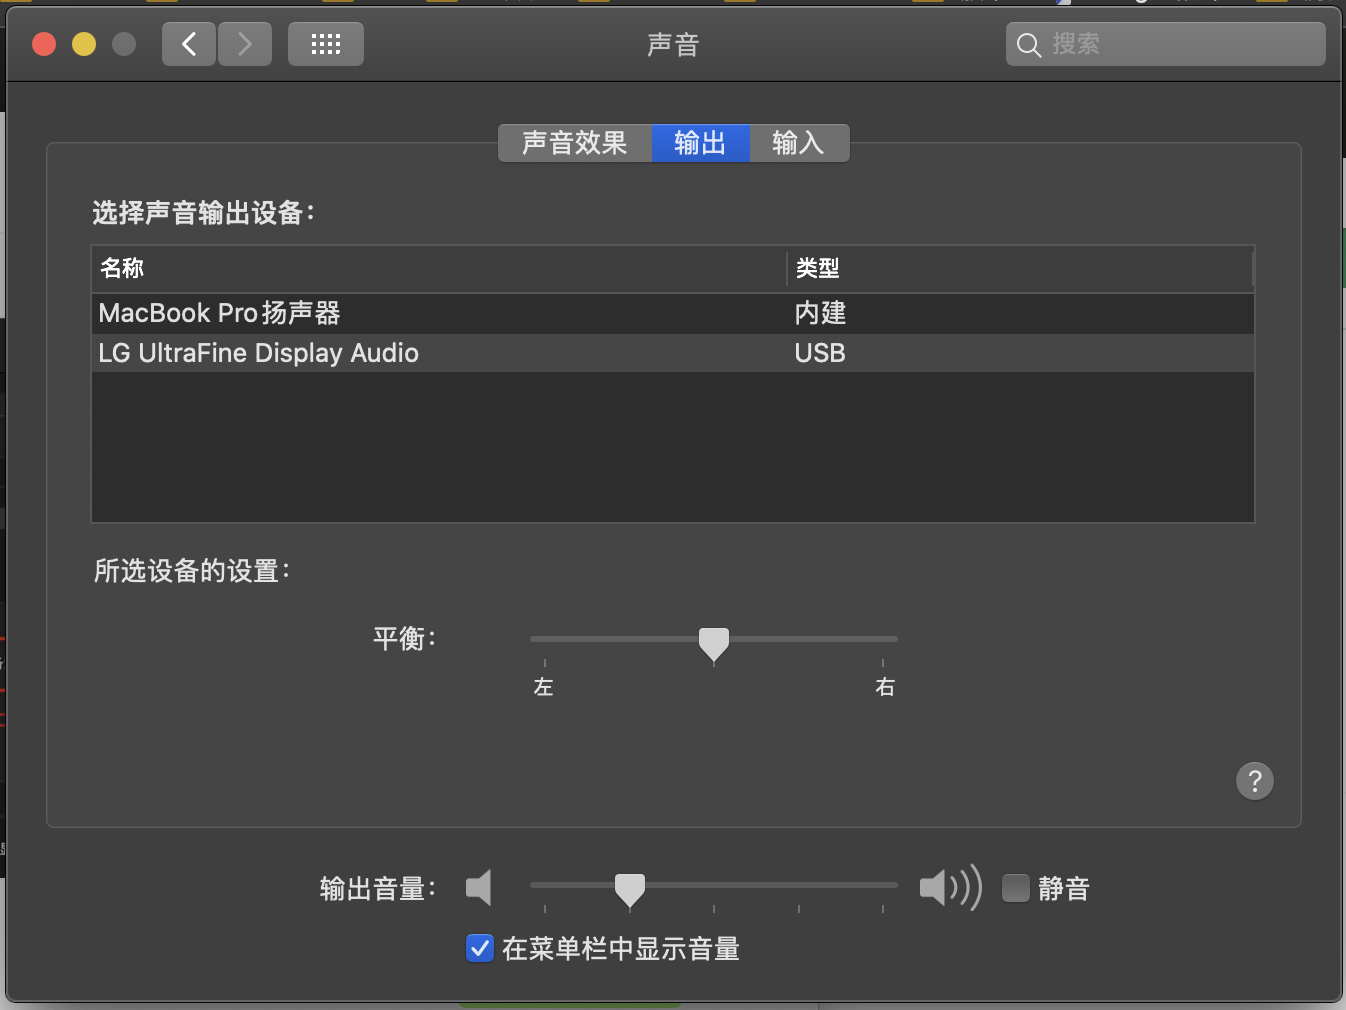 声音
搜索
声音效果 输出 输入
选择声音输出设备：
名称 类型
MacBook Pro扬声器 内建
LG UltraFine Display Audio USB
所选设备的设置：
平衡：
左 右
?
输出音量： 静音
在菜单栏中显示音量